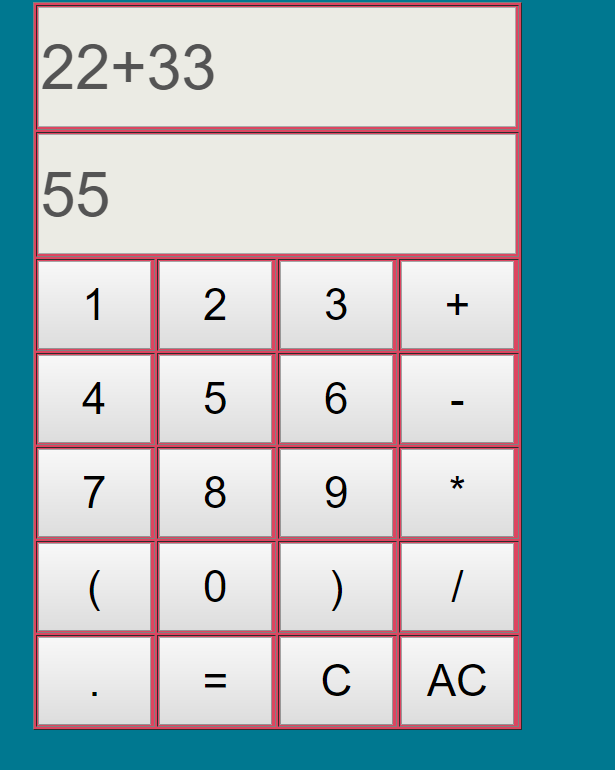 22+33
55
1 2 3 +
4 5 6 -
7 8 9 *
( 0 ) /
. = C AC